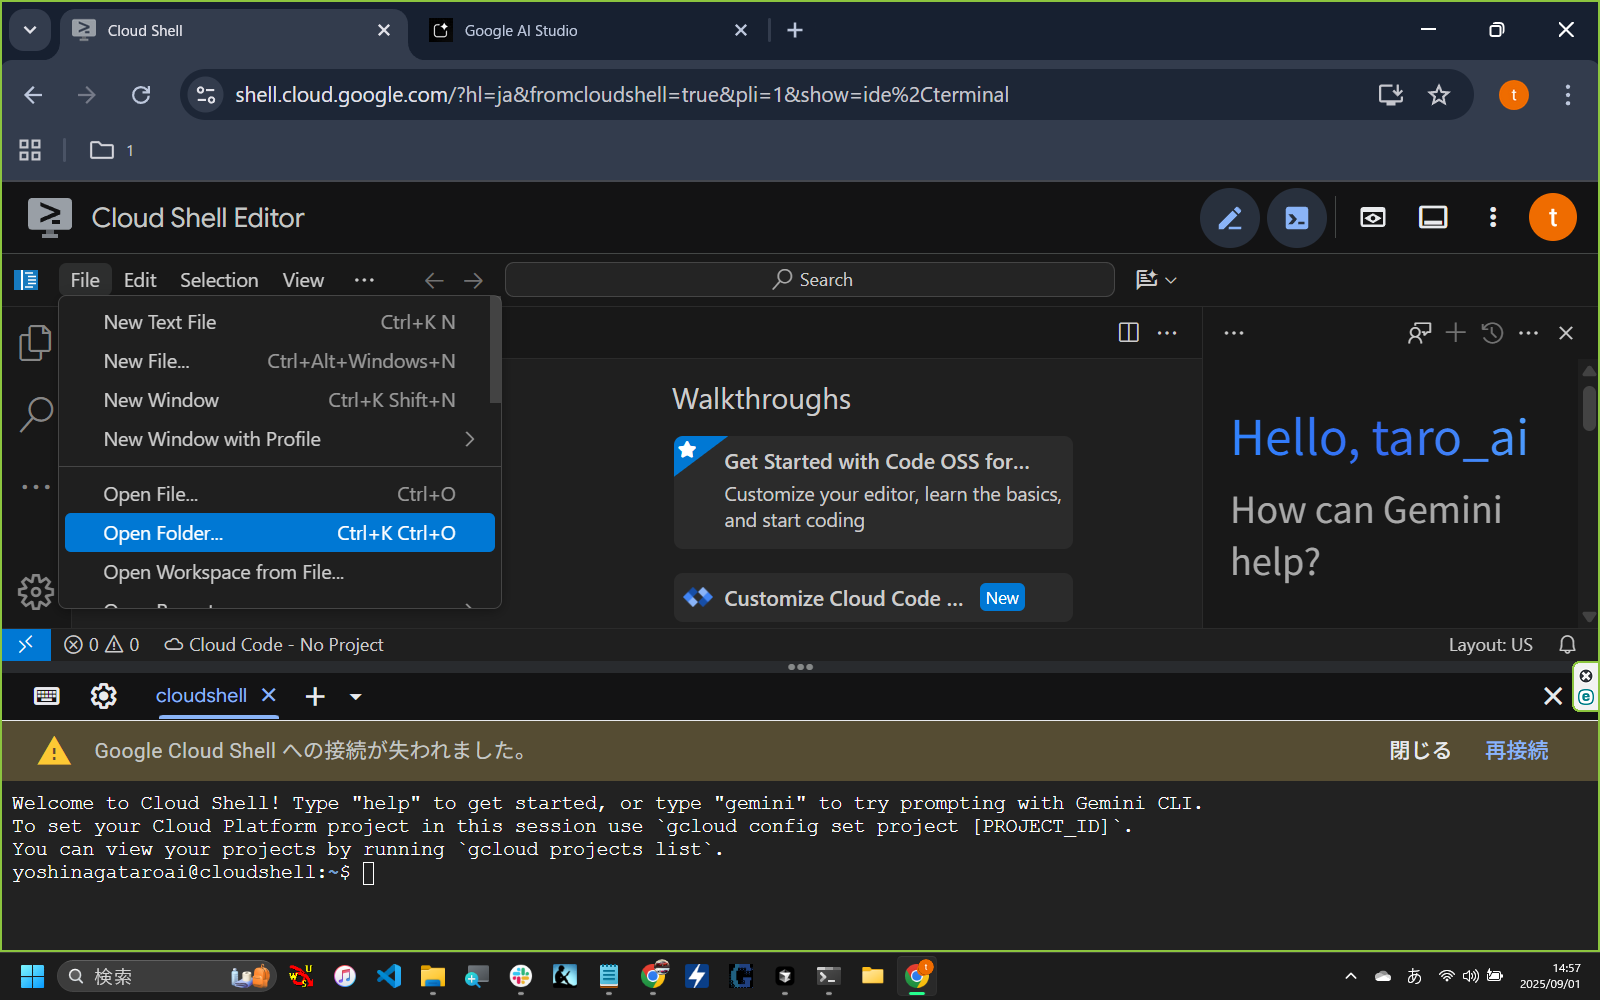 Cloud Shell
Google AI Studio
shell.cloud.google.com/?hl=ja&fromcloudshell=true&pli=1&show=ide%2Cterminal
t
1
Cloud Shell Editor
t
File Edit Selection View
Search
New Text File Ctrl+K N
New File... Ctrl+Alt+Windows+N
New Window Ctrl+K Shift+N
New Window with Profile
Open File... Ctrl+O
Open Folder... Ctrl+K Ctrl+O
Open Workspace from File...
Walkthroughs
Get Started with Code OSS for...
Customize your editor, learn the basics,
and start coding
Customize Cloud Code ... New
Hello, taro_ai
How can Gemini
help?
0 0 Cloud Code - No Project
Layout: US
cloudshell
Google Cloud Shell への接続が失われました。
閉じる 再接続
Welcome to Cloud Shell! Type "help" to get started, or type "gemini" to try prompting with Gemini CLI.
To set your Cloud Platform project in this session use `gcloud config set project [PROJECT_ID]`.
You can view your projects by running `gcloud projects list`.
yoshinagataroai@cloudshell:~$
検索
あ
14:57
2025/09/01